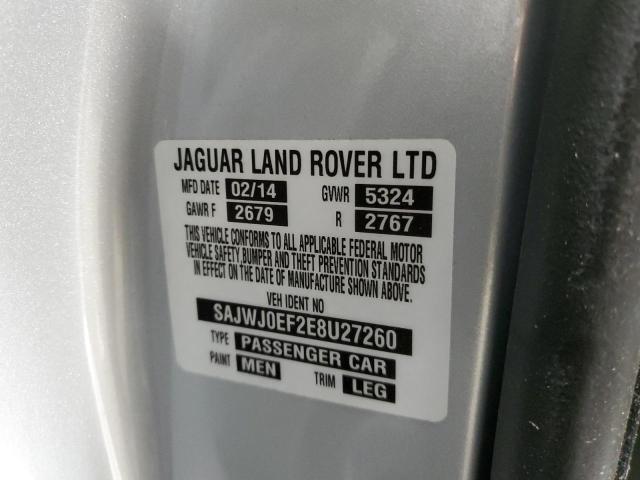 JAGUAR LAND ROVER LTD
MFD DATE 02/14 GVWR 5324
GAWR F 2679 R 2767
THIS VEHICLE CONFORMS TO ALL APPLICABLE FEDERAL MOTOR
VEHICLE SAFETY, BUMPER AND THEFT PREVENTION STANDARDS
IN EFFECT ON THE DATE OF MANUFACTURE SHOWN ABOVE.
VEH IDENT NO
SAJWJ0EF2E8U27260
TYPE PASSENGER CAR
PAINT MEN TRIM LEG